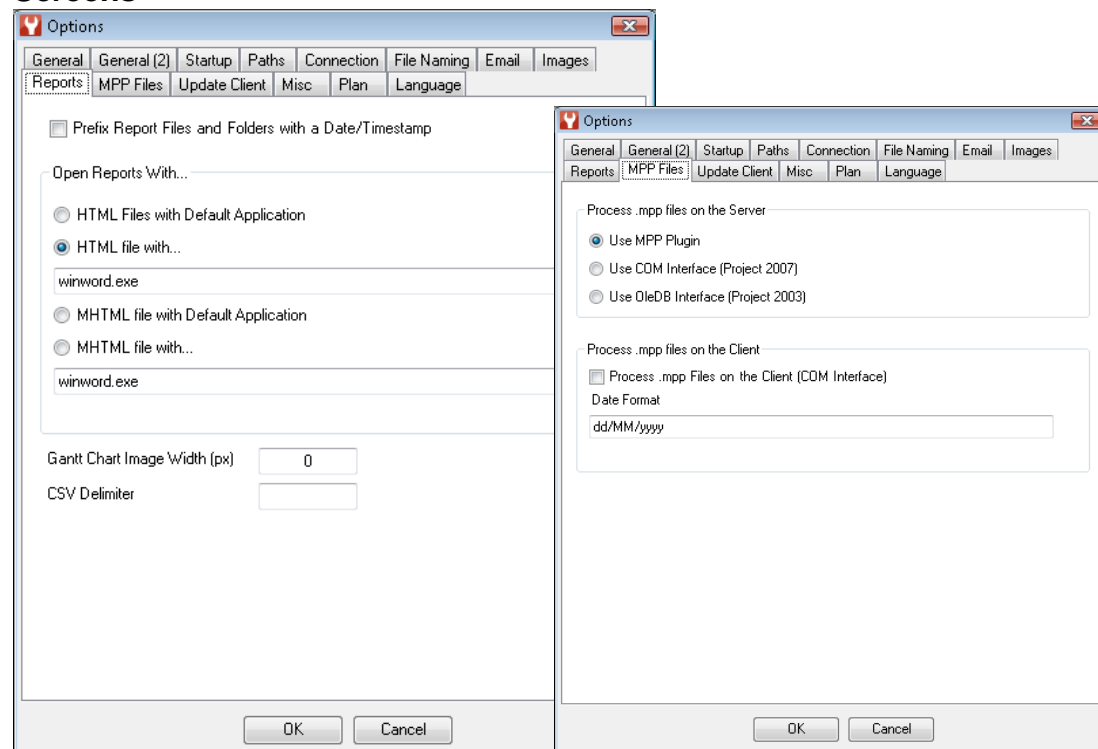 Screens
Options
General General (2) Startup Paths Connection File Naming Email Images
Reports MPP Files Update Client Misc Plan Language
Prefix Report Files and Folders with a Date/Timestamp
Open Reports With...
HTML Files with Default Application
HTML file with...
winword.exe
MHTML file with Default Application
MHTML file with...
winword.exe
Gantt Chart Image Width (px) 0
CSV Delimiter
OK Cancel
Options
General General (2) Startup Paths Connection File Naming Email Images
Reports MPP Files Update Client Misc Plan Language
Process .mpp files on the Server
Use MPP Plugin
Use COM Interface (Project 2007)
Use OleDB Interface (Project 2003)
Process .mpp files on the Client
Process .mpp Files on the Client (COM Interface)
Date Format
dd/MM/yyyy
OK Cancel